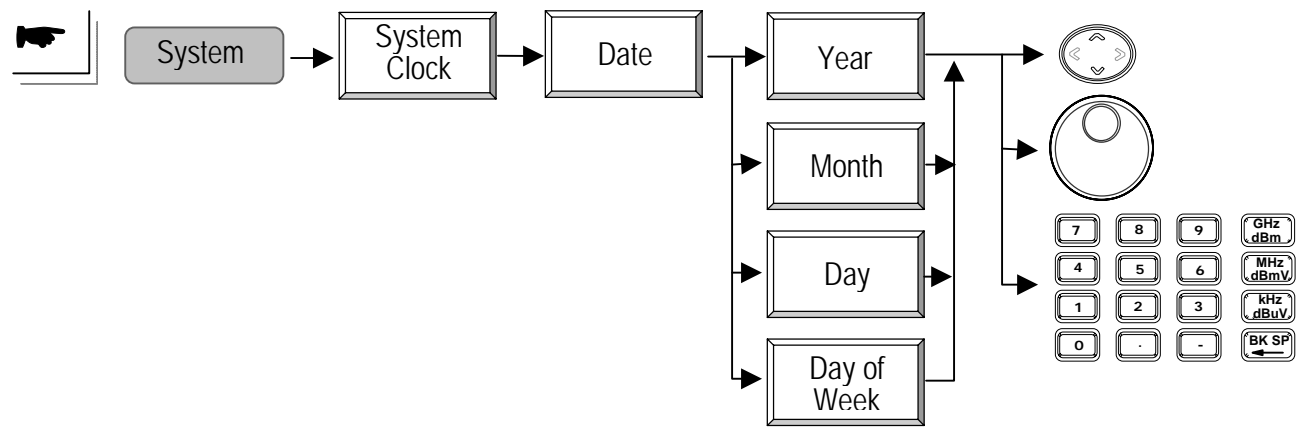 System
System
Clock
Date
Year
Month
Day
Day of
Week
7 8 9 GHz
dBm
4 5 6 MHz
dBmV
1 2 3 kHz
dBuV
0 . - BK SP